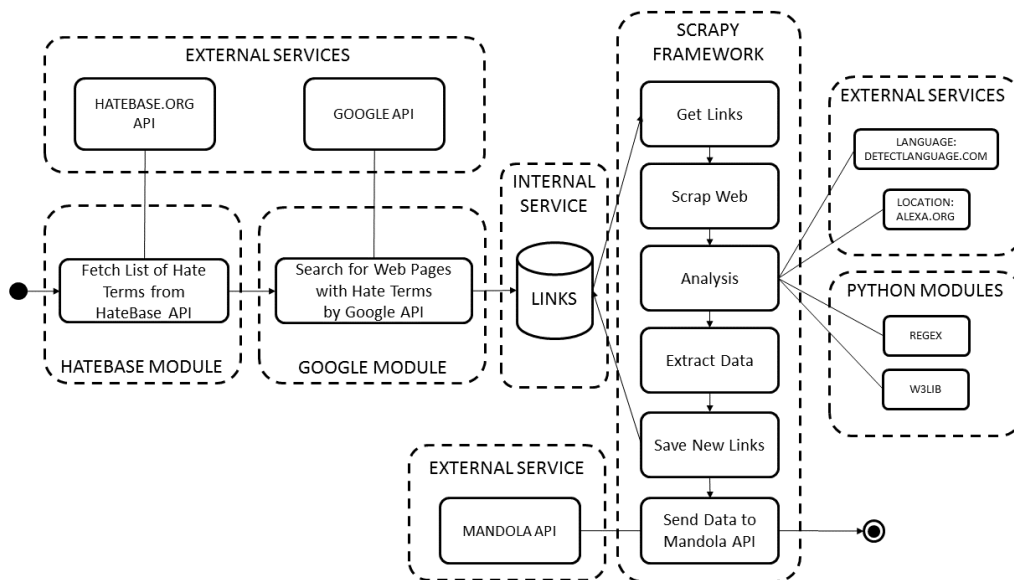 EXTERNAL SERVICES
HATEBASE.ORG
API
GOOGLE API
Fetch List of Hate
Terms from
HateBase API
HATEBASE MODULE
Search for Web Pages
with Hate Terms
by Google API
GOOGLE MODULE
INTERNAL
SERVICE
LINKS
SCRAPY
FRAMEWORK
Get Links
Scrap Web
Analysis
Extract Data
Save New Links
Send Data to
Mandola API
EXTERNAL SERVICE
MANDOLA API
EXTERNAL SERVICES
LANGUAGE:
DETECTLANGUAGE.COM
LOCATION:
ALEXA.ORG
PYTHON MODULES
REGEX
W3LIB